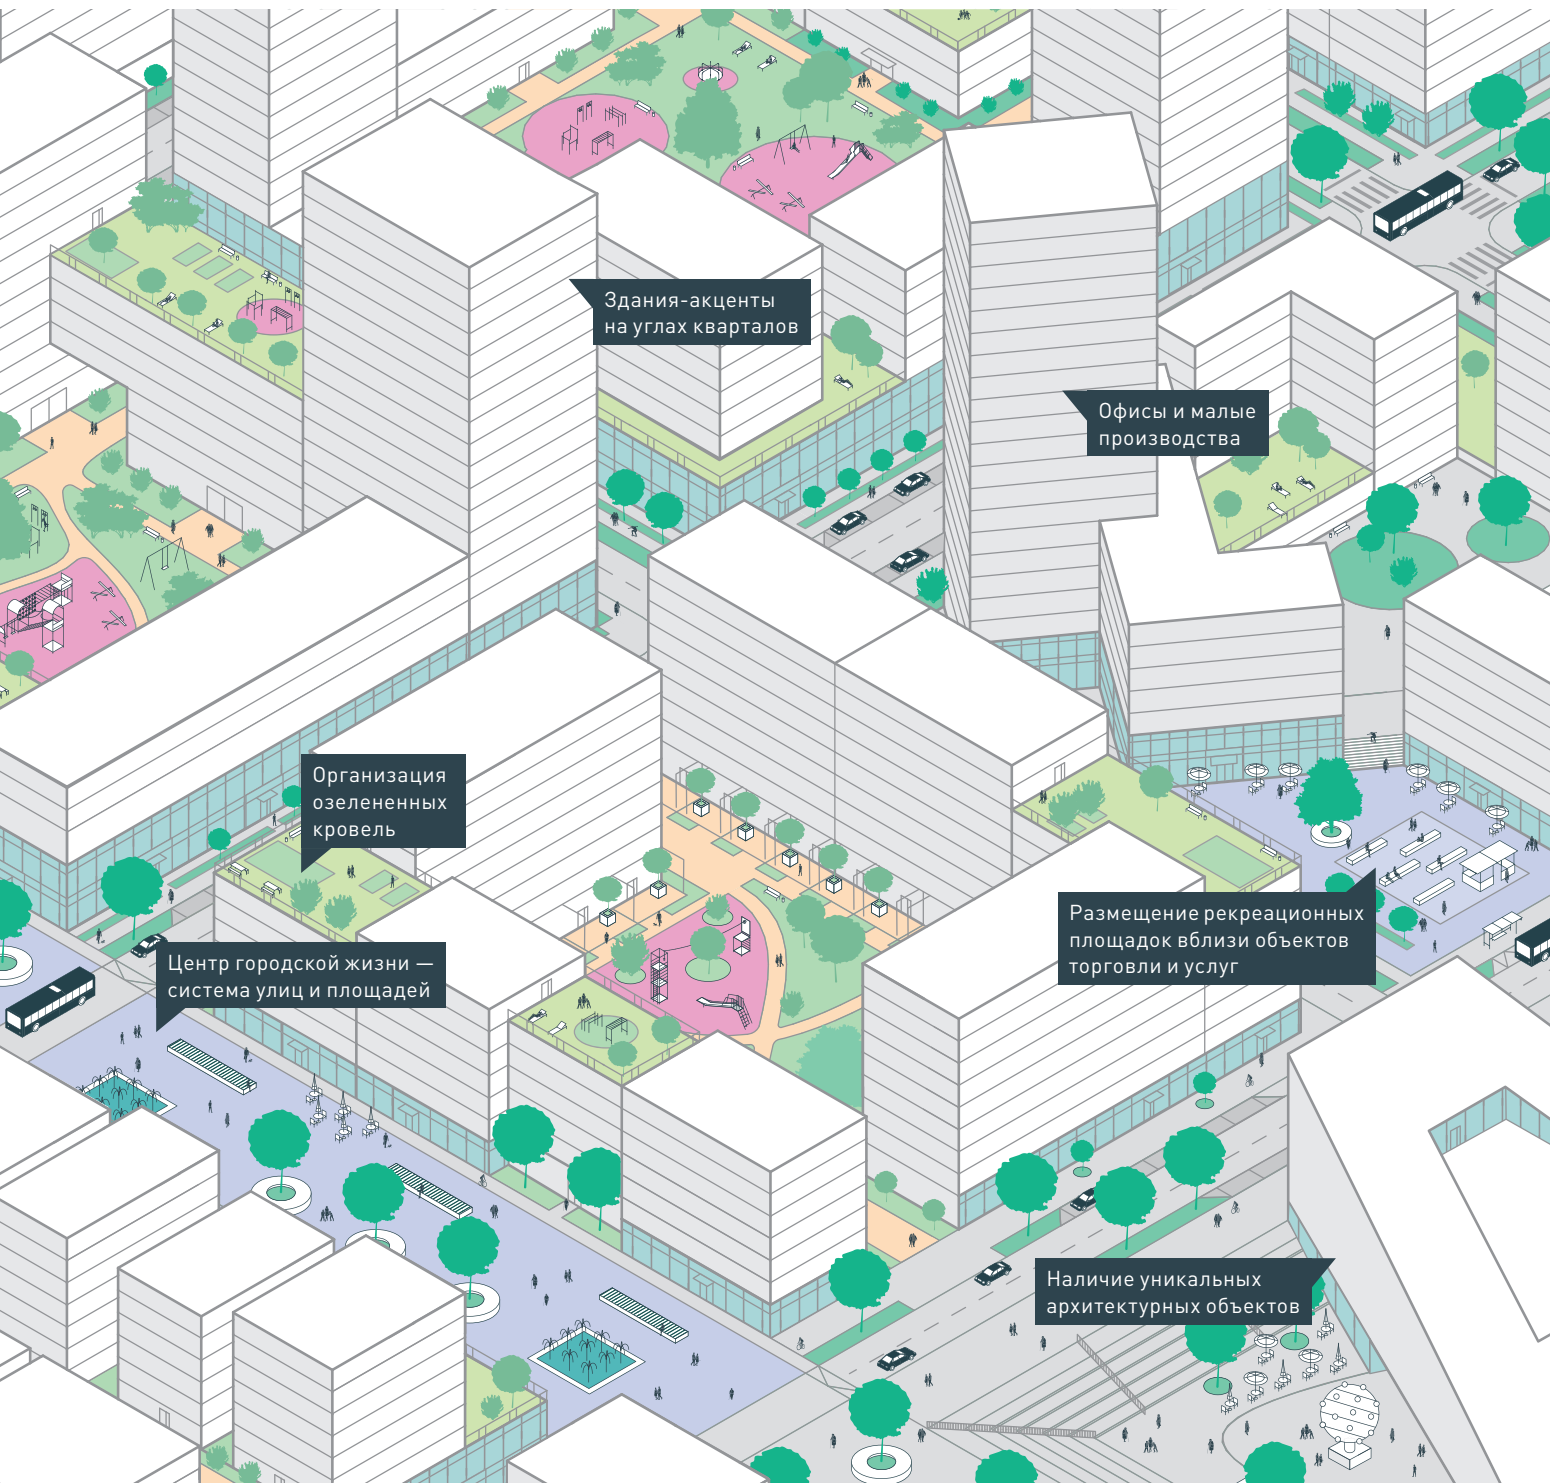 Здания-акценты
на углах кварталов
Офисы и малые
производства
Организация
озелененных
кровель
Размещение рекреационных
площадок вблизи объектов
торговли и услуг
Центр городской жизни —
система улиц и площадей
Наличие уникальных
архитектурных объектов